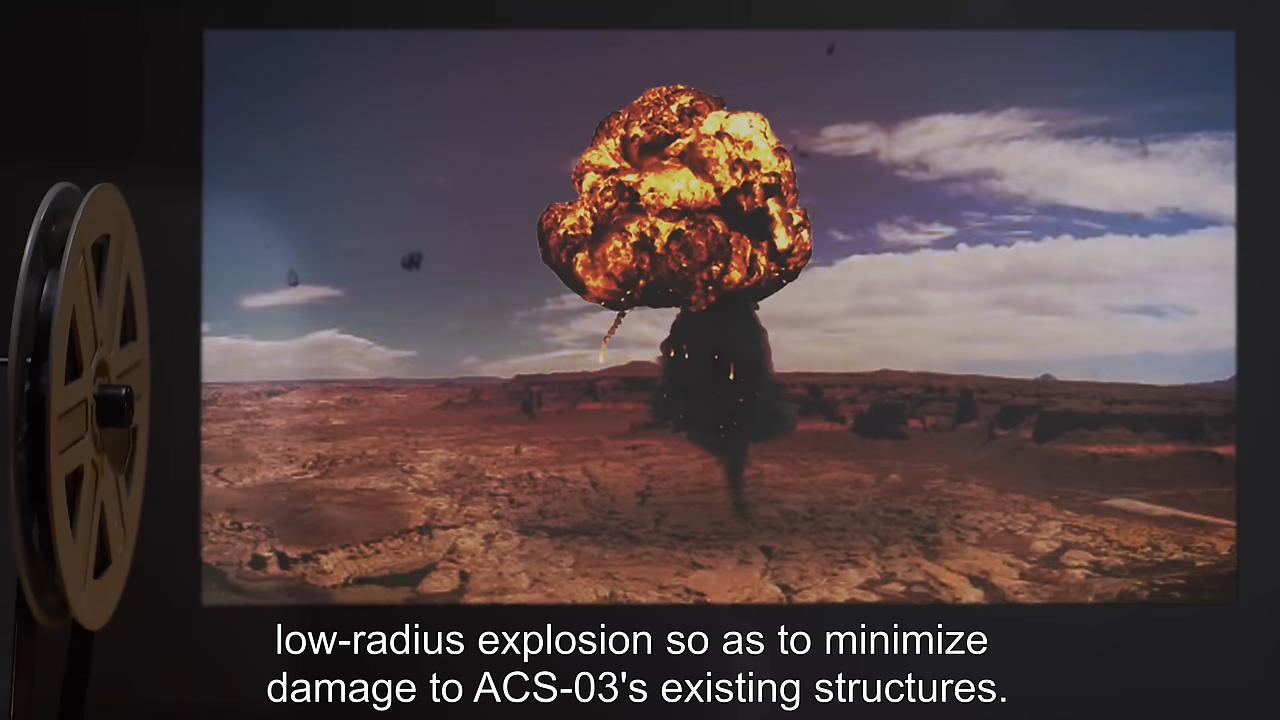 low-radius explosion so as to minimize
damage to ACS-03's existing structures.